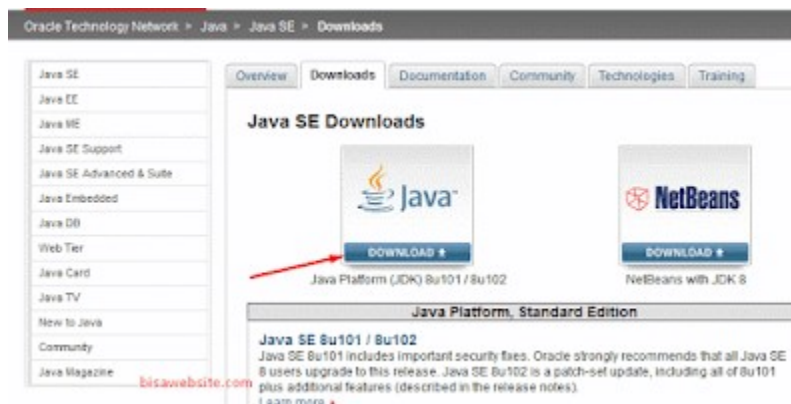 Oracle Technology Network > Java > Java SE > Downloads
Java SE
Java EE
Java ME
Java SE Support
Java SE Advanced & Suite
Java Embedded
Java DB
Web Tier
Java Card
Java TV
New to Java
Community
Java Magazine
Overview Downloads Documentation Community Technologies Training
Java SE Downloads
Java
DOWNLOAD
Java Platform (JDK) 8u101 / 8u102
NetBeans
DOWNLOAD
NetBeans with JDK 8
Java Platform, Standard Edition
Java SE 8u101 / 8u102
Java SE 8u101 includes important security fixes. Oracle strongly recommends that all Java SE
8 users upgrade to this release. Java SE 8u102 is a patch-set update, including all of 8u101
plus additional features (described in the release notes).
Learn more
bisawebsite.com